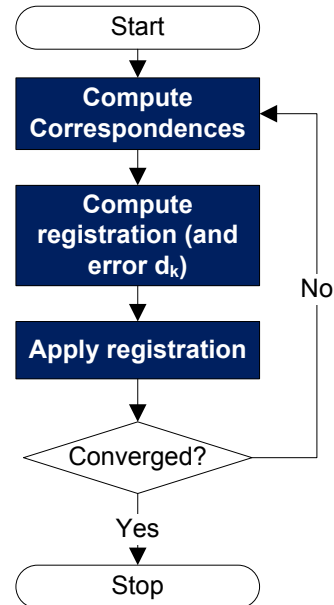 Start
Compute
Correspondences
Compute
registration (and
error dₖ)
No
Apply registration
Converged?
Yes
Stop